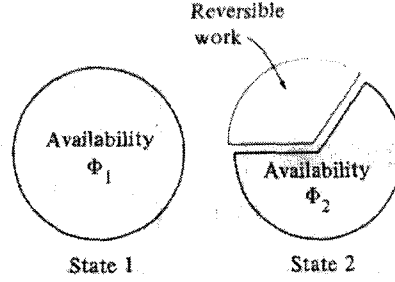 Reversible
work
Availability
Φ₁
Availability
Φ₂
State 1
State 2